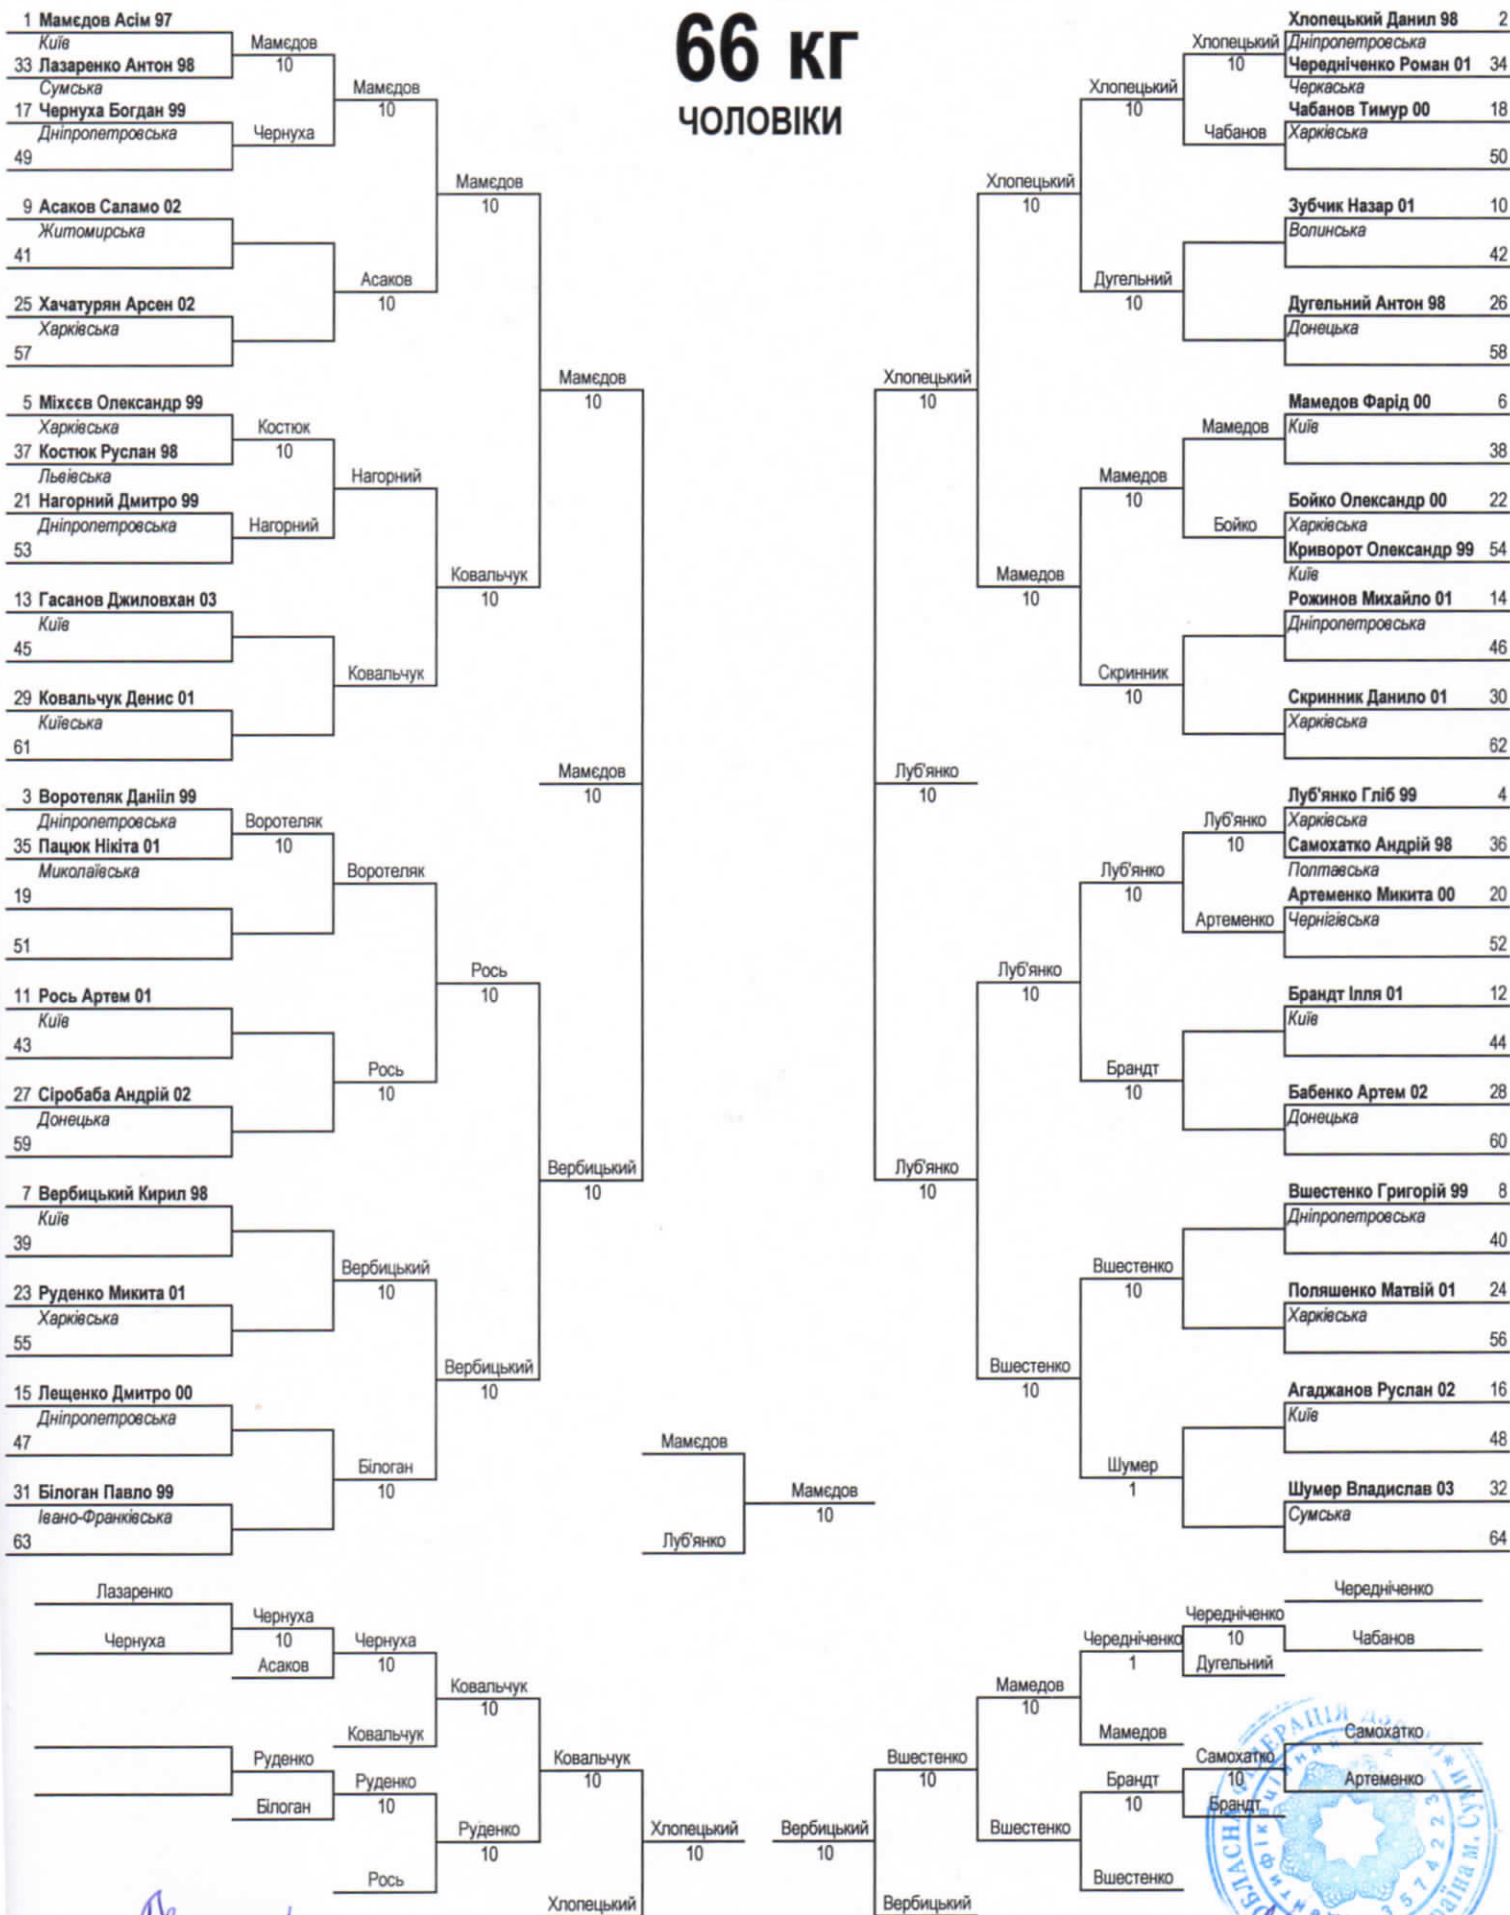 66 кг
ЧОЛОВІКИ
1 Мамєдов Асім 97
Київ
33 Лазаренко Антон 98
Сумська
17 Чернуха Богдан 99
Дніпропетровська
49
9 Асаков Саламо 02
Житомирська
41
25 Хачатурян Арсен 02
Харківська
57
5 Міхєєв Олександр 99
Харківська
37 Костюк Руслан 98
Львівська
21 Нагорний Дмитро 99
Дніпропетровська
53
13 Гасанов Джиловхан 03
Київ
45
29 Ковальчук Денис 01
Київська
61
3 Воротеляк Данііл 99
Дніпропетровська
35 Пацюк Нікіта 01
Миколаївська
19
51
11 Рось Артем 01
Київ
43
27 Сіробаба Андрій 02
Донецька
59
7 Вербицький Кирил 98
Київ
39
23 Руденко Микита 01
Харківська
55
15 Лещенко Дмитро 00
Дніпропетровська
47
31 Білоган Павло 99
Івано-Франківська
63
Мамєдов
10
Чернуха
Костюк
10
Нагорний
Воротеляк
10
Мамєдов
10
Асаков
10
Нагорний
Ковальчук
Воротеляк
Рось
10
Вербицький
10
Білоган
10
Мамєдов
10
Ковальчук
10
Рось
10
Вербицький
10
Мамєдов
10
Мамєдов
10
Вербицький
10
Мамєдов
Луб'янко
Мамєдов
10
Хлопецький
10
Луб'янко
10
Луб'янко
10
Хлопецький
10
Мамедов
10
Луб'янко
10
Вшестенко
10
Хлопецький
10
Дугельний
10
Мамедов
10
Скринник
10
Луб'янко
10
Брандт
10
Вшестенко
10
Шумер
1
Хлопецький
10
Чабанов
Мамедов
Бойко
Луб'янко
10
Артеменко
Хлопецький Данил 98 2
Дніпропетровська
Чередніченко Роман 01 34
Черкаська
Чабанов Тимур 00 18
Харківська
50
Зубчик Назар 01 10
Волинська
42
Дугельний Антон 98 26
Донецька
58
Мамедов Фарід 00 6
Київ
38
Бойко Олександр 00 22
Харківська
Криворот Олександр 99 54
Київ
Рожинов Михайло 01 14
Дніпропетровська
46
Скринник Данило 01 30
Харківська
62
Луб'янко Гліб 99 4
Харківська
Самохатко Андрій 98 36
Полтавська
Артеменко Микита 00 20
Чернігівська
52
Брандт Ілля 01 12
Київ
44
Бабенко Артем 02 28
Донецька
60
Вшестенко Григорій 99 8
Дніпропетровська
40
Поляшенко Матвій 01 24
Харківська
56
Агаджанов Руслан 02 16
Київ
48
Шумер Владислав 03 32
Сумська
64
Лазаренко
Чернуха
Чернуха
10
Асаков
Чернуха
10
Ковальчук
Ковальчук
10
Руденко
Білоган
Руденко
10
Рось
Руденко
10
Ковальчук
10
Хлопецький
Хлопецький
10
Чередніченко
Чабанов
Чередніченко
10
Дугельний
Чередніченко
1
Мамедов
Мамедов
10
Самохатко
Артеменко
Самохатко
10
Брандт
Брандт
10
Вшестенко
Вшестенко
Вшестенко
10
Вербицький
Вербицький
10